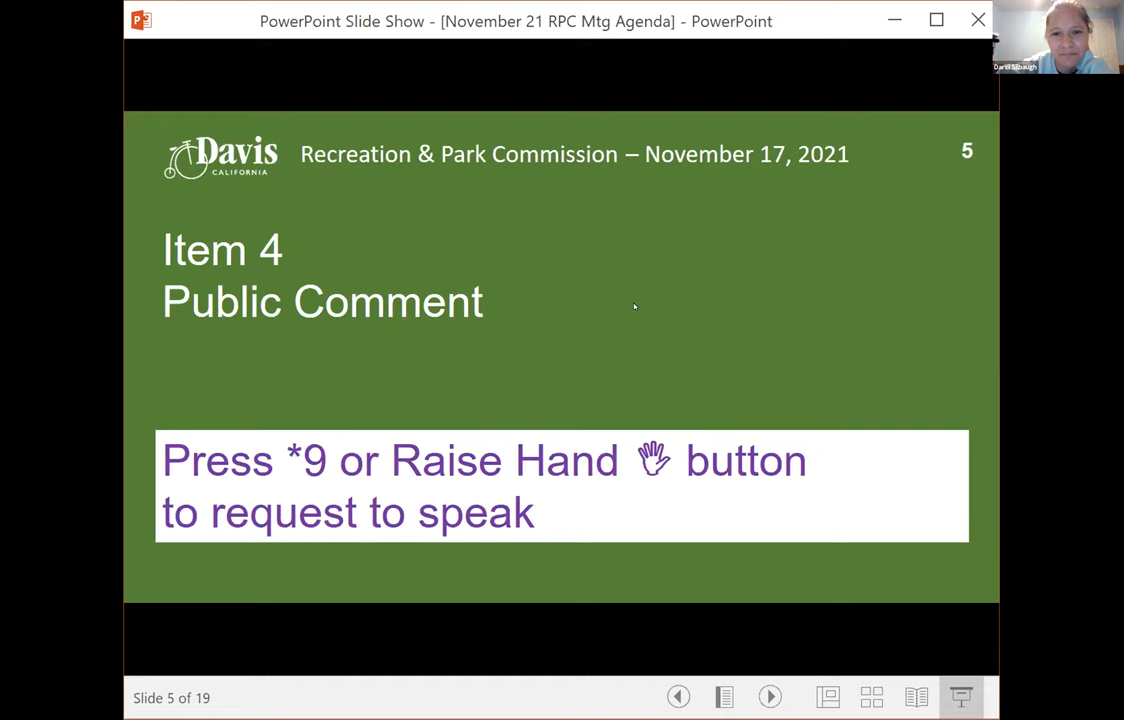 PowerPoint Slide Show - [November 21 RPC Mtg Agenda] - PowerPoint
Davis
CALIFORNIA
Recreation & Park Commission – November 17, 2021
5
Item 4
Public Comment
Press *9 or Raise Hand button
to request to speak
Slide 5 of 19